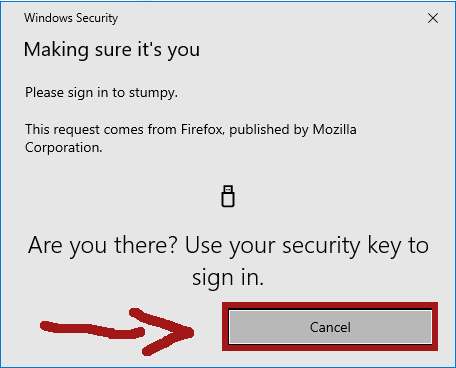 Windows Security
Making sure it's you
Please sign in to stumpy.
This request comes from Firefox, published by Mozilla
Corporation.
Are you there? Use your security key to
sign in.
Cancel